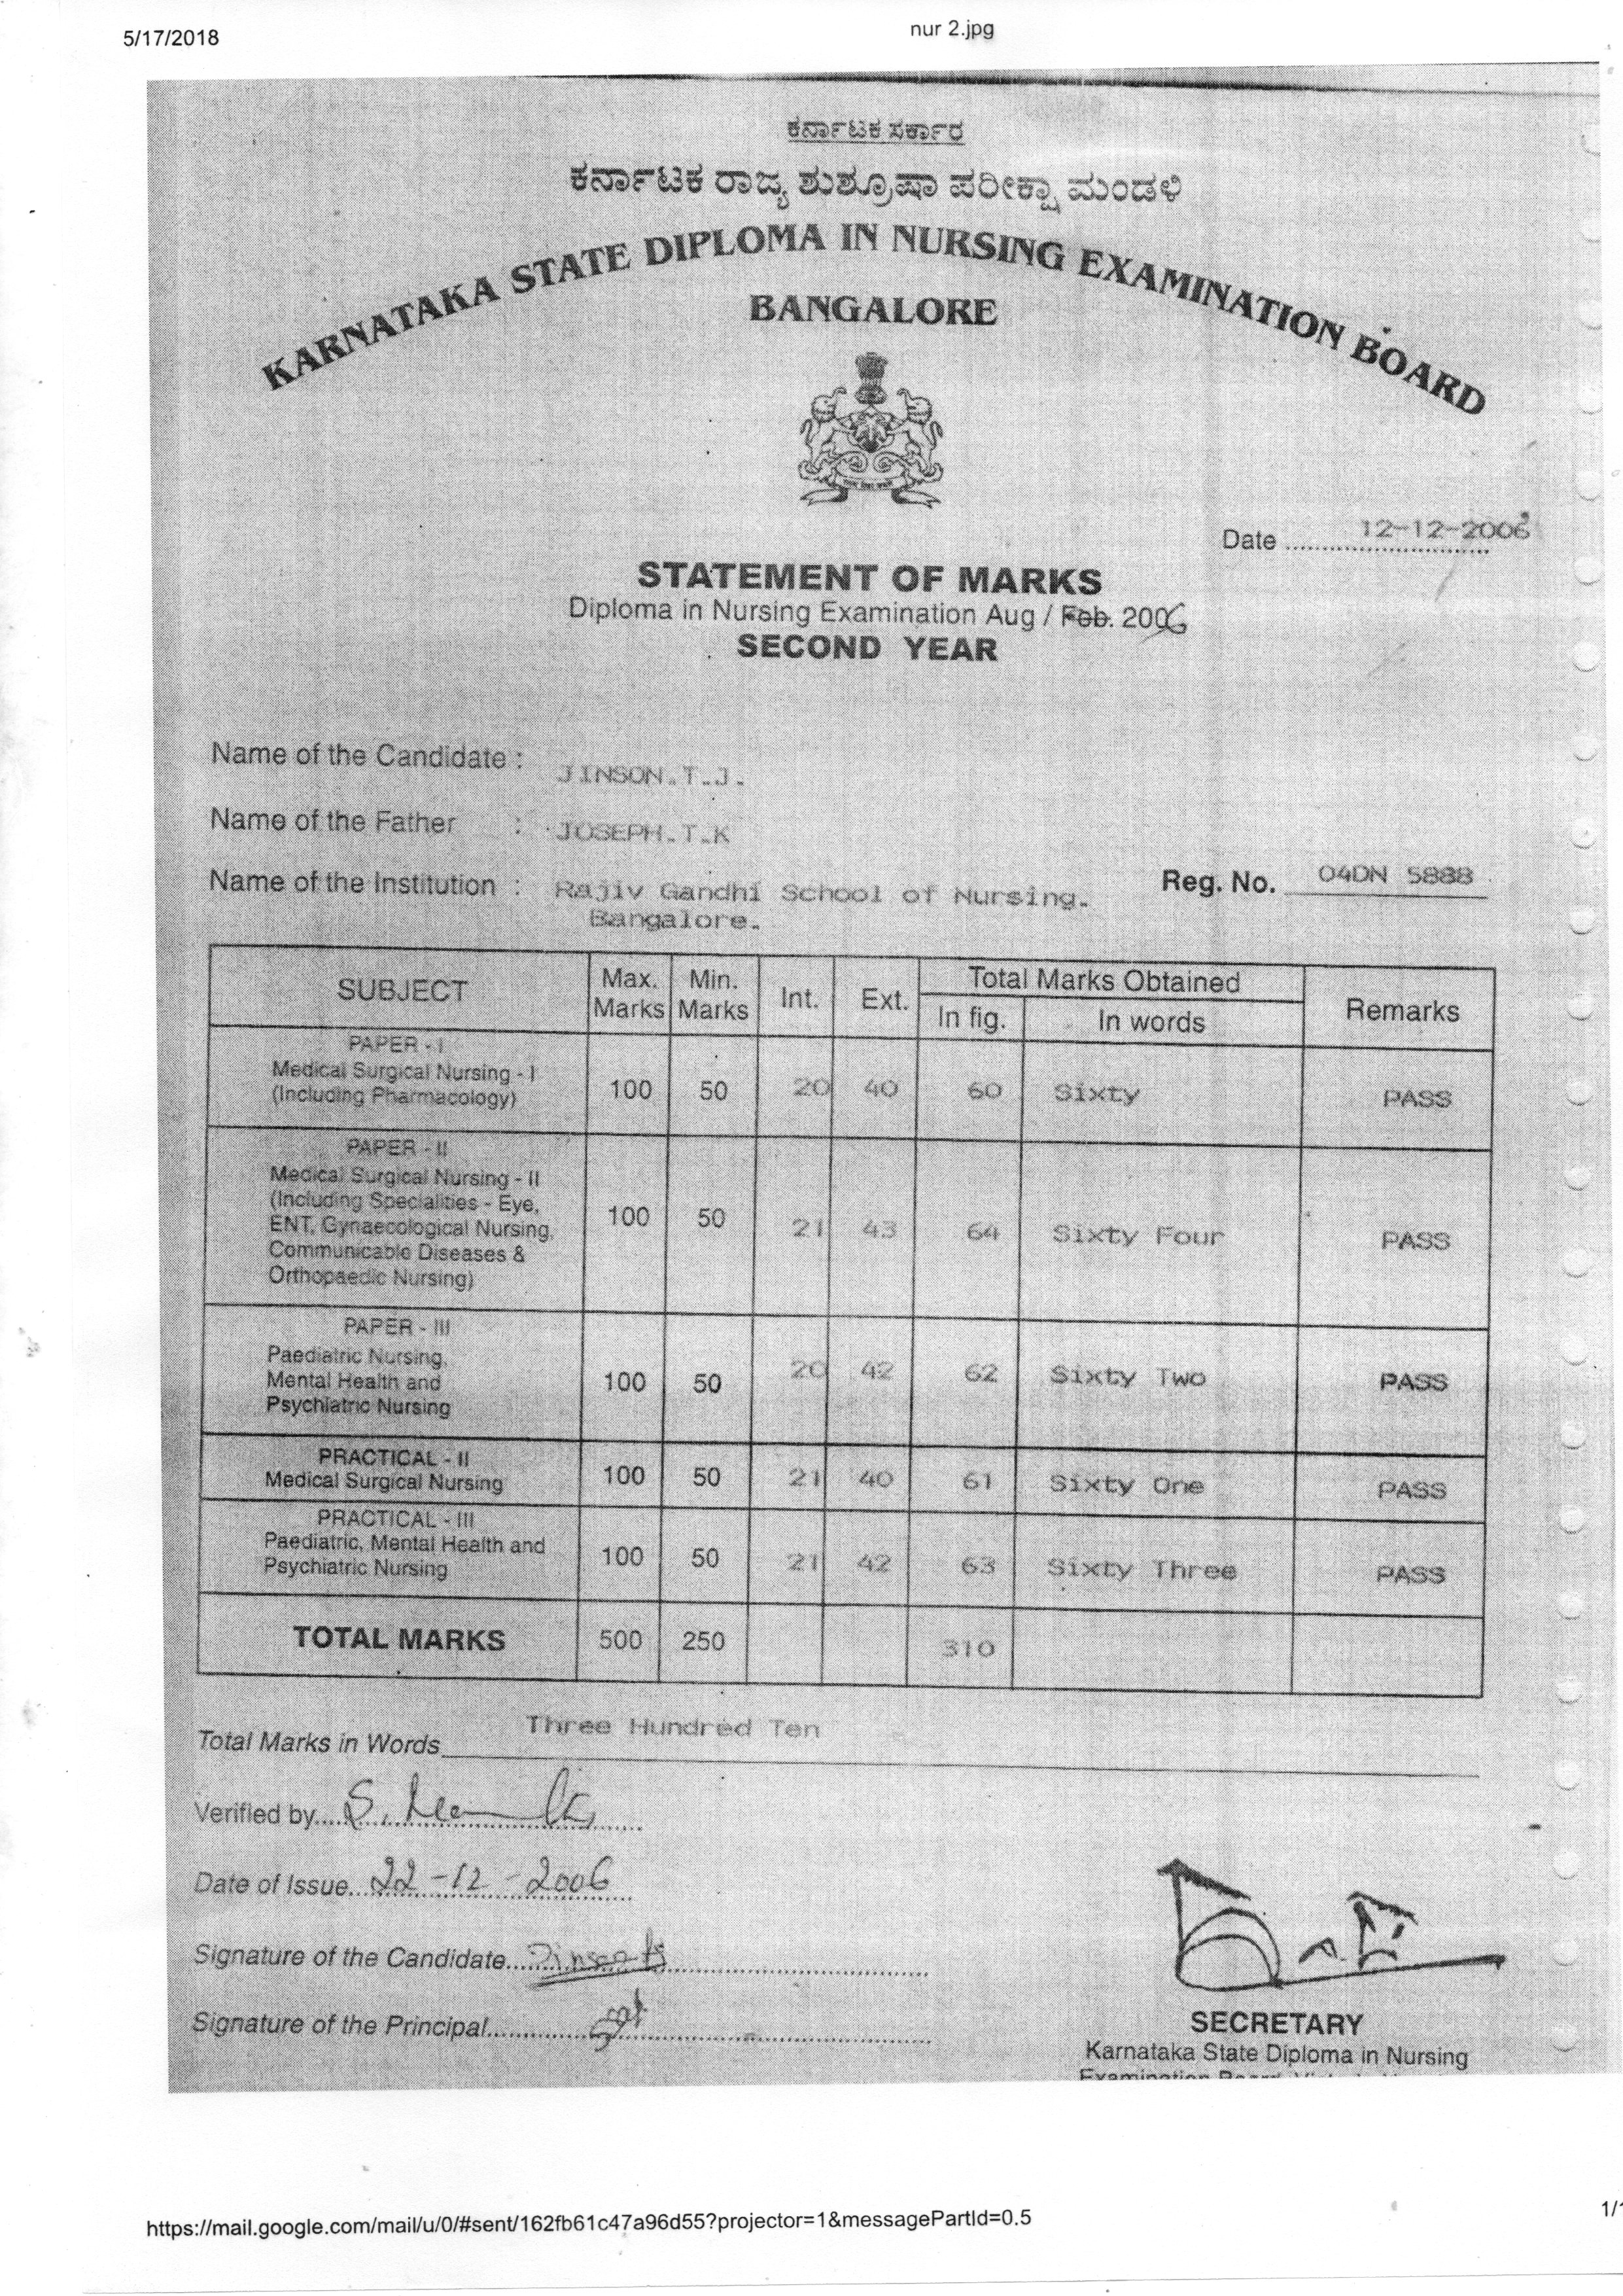 5/17/2018
nur 2.jpg
ಕರ್ನಾಟಕ ಸರ್ಕಾರ
ಕರ್ನಾಟಕ ರಾಜ್ಯ ಶುಶ್ರೂಷಾ ಪರೀಕ್ಷಾ ಮಂಡಳಿ
KARNATAKA STATE DIPLOMA IN NURSING EXAMINATION BOARD
BANGALORE
Date 12-12-2006
STATEMENT OF MARKS
Diploma in Nursing Examination Aug / Feb. 2006
SECOND YEAR
Name of the Candidate : JINSON.T.J.
Name of the Father : JOSEPH.T.K
Name of the Institution : Rajiv Gandhi School of Nursing. Reg. No. 04DN 5888
Bangalore.
SUBJECT Max. Marks Min. Marks Int. Ext. Total Marks Obtained Remarks
In fig. In words
PAPER - I
Medical Surgical Nursing - I
(Including Pharmacology) 100 50 20 40 60 Sixty PASS
PAPER - II
Medical Surgical Nursing - II
(Including Specialities - Eye,
ENT, Gynaecological Nursing, 100 50 21 43 64 Sixty Four PASS
Communicable Diseases &
Orthopaedic Nursing)
PAPER - III
Paediatric Nursing,
Mental Health and 100 50 20 42 62 Sixty Two PASS
Psychiatric Nursing
PRACTICAL - II
Medical Surgical Nursing 100 50 21 40 61 Sixty One PASS
PRACTICAL - III
Paediatric, Mental Health and 100 50 21 42 63 Sixty Three PASS
Psychiatric Nursing
TOTAL MARKS 500 250 310
Total Marks in Words Three Hundred Ten
Verified by
Date of Issue 22-12-2006
Signature of the Candidate
Signature of the Principal
SECRETARY
Karnataka State Diploma in Nursing
https://mail.google.com/mail/u/0/#sent/162fb61c47a96d55?projector=1&messagePartId=0.5
1/1